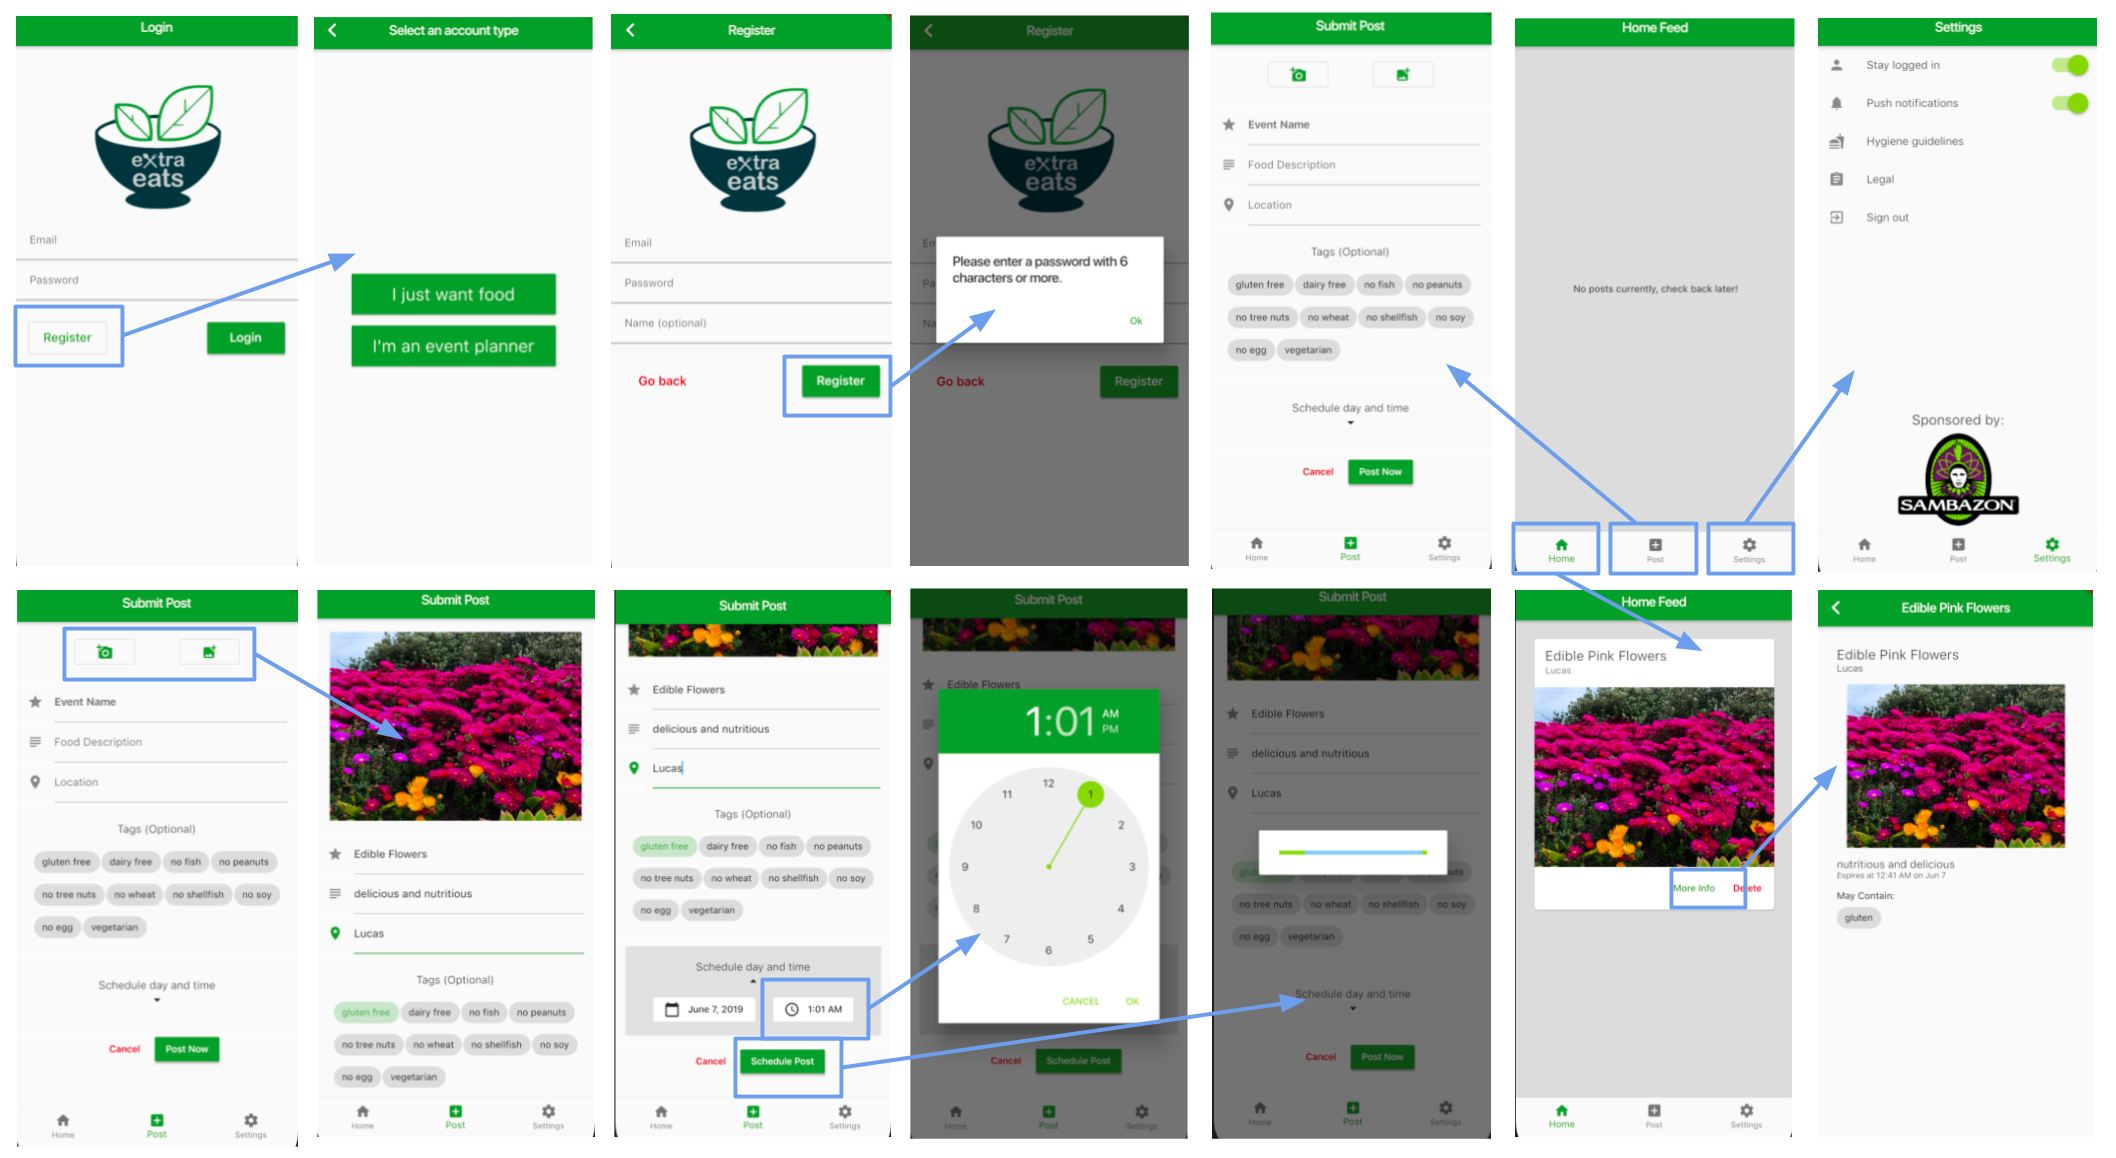 Login
extra
eats
Email
Password
Register
Login
Select an account type
I just want food
I'm an event planner
Register
extra
eats
Email
Password
Name (optional)
Go back
Register
Register
extra
eats
Em
Pa
Na
Please enter a password with 6
characters or more.
Ok
Go back
Register
Submit Post
Event Name
Food Description
Location
Tags (Optional)
gluten free dairy free no fish no peanuts
no tree nuts no wheat no shellfish no soy
no egg vegetarian
Schedule day and time
Cancel Post Now
Home Post Settings
Home Feed
No posts currently, check back later!
Home Post Settings
Settings
Stay logged in
Push notifications
Hygiene guidelines
Legal
Sign out
Sponsored by:
SAMBAZON
Home Post Settings
Submit Post
Event Name
Food Description
Location
Tags (Optional)
gluten free dairy free no fish no peanuts
no tree nuts no wheat no shellfish no soy
no egg vegetarian
Schedule day and time
Cancel Post Now
Home Post Settings
Submit Post
Edible Flowers
delicious and nutritious
Lucas
Tags (Optional)
gluten free dairy free no fish no peanuts
no tree nuts no wheat no shellfish no soy
no egg vegetarian
Home Post Settings
Submit Post
Edible Flowers
delicious and nutritious
Lucas
Tags (Optional)
gluten free dairy free no fish no peanuts
no tree nuts no wheat no shellfish no soy
no egg vegetarian
Schedule day and time
June 7, 2019 1:01 AM
Cancel Schedule Post
Home Post Settings
Submit Post
Edible Flowers
1:01 AM
PM
12
11 1
10 2
9 3
8 4
7 5
6
CANCEL OK
Cancel Schedule Post
Home Post Settings
Submit Post
Edible Flowers
delicious and nutritious
Lucas
glut uts
no tree nuts no wheat no shellfish no soy
no egg vegetarian
Schedule day and time
Cancel Post Now
Home Post Settings
Home Feed
Edible Pink Flowers
Lucas
More Info Delete
Home Post Settings
Edible Pink Flowers
Edible Pink Flowers
Lucas
nutritious and delicious
Expires at 12:41 AM on Jun 7
May Contain:
gluten